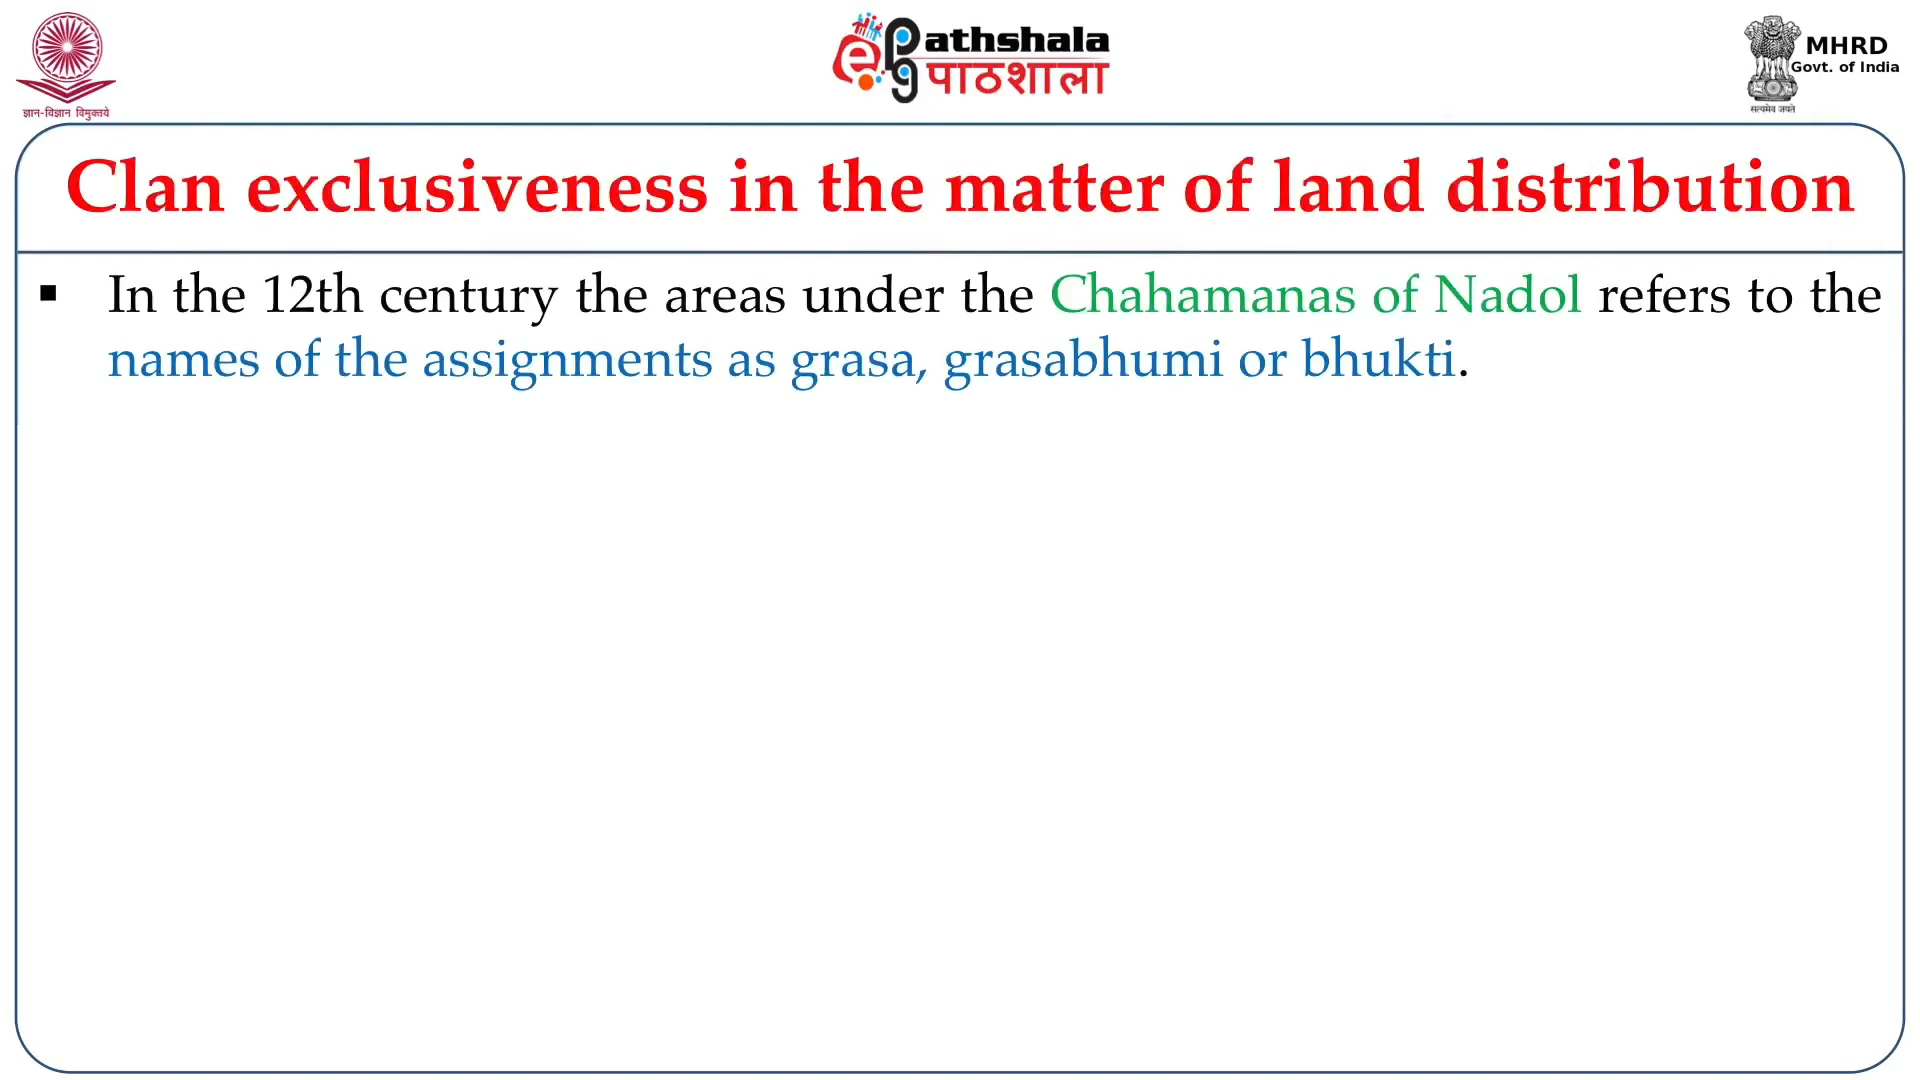 ज्ञान-विज्ञान विमुक्तये
ePathshala
pg पाठशाला
MHRD
Govt. of India
सत्यमेव जयते
Clan exclusiveness in the matter of land distribution
▪ In the 12th century the areas under the Chahamanas of Nadol refers to the
names of the assignments as grasa, grasabhumi or bhukti.